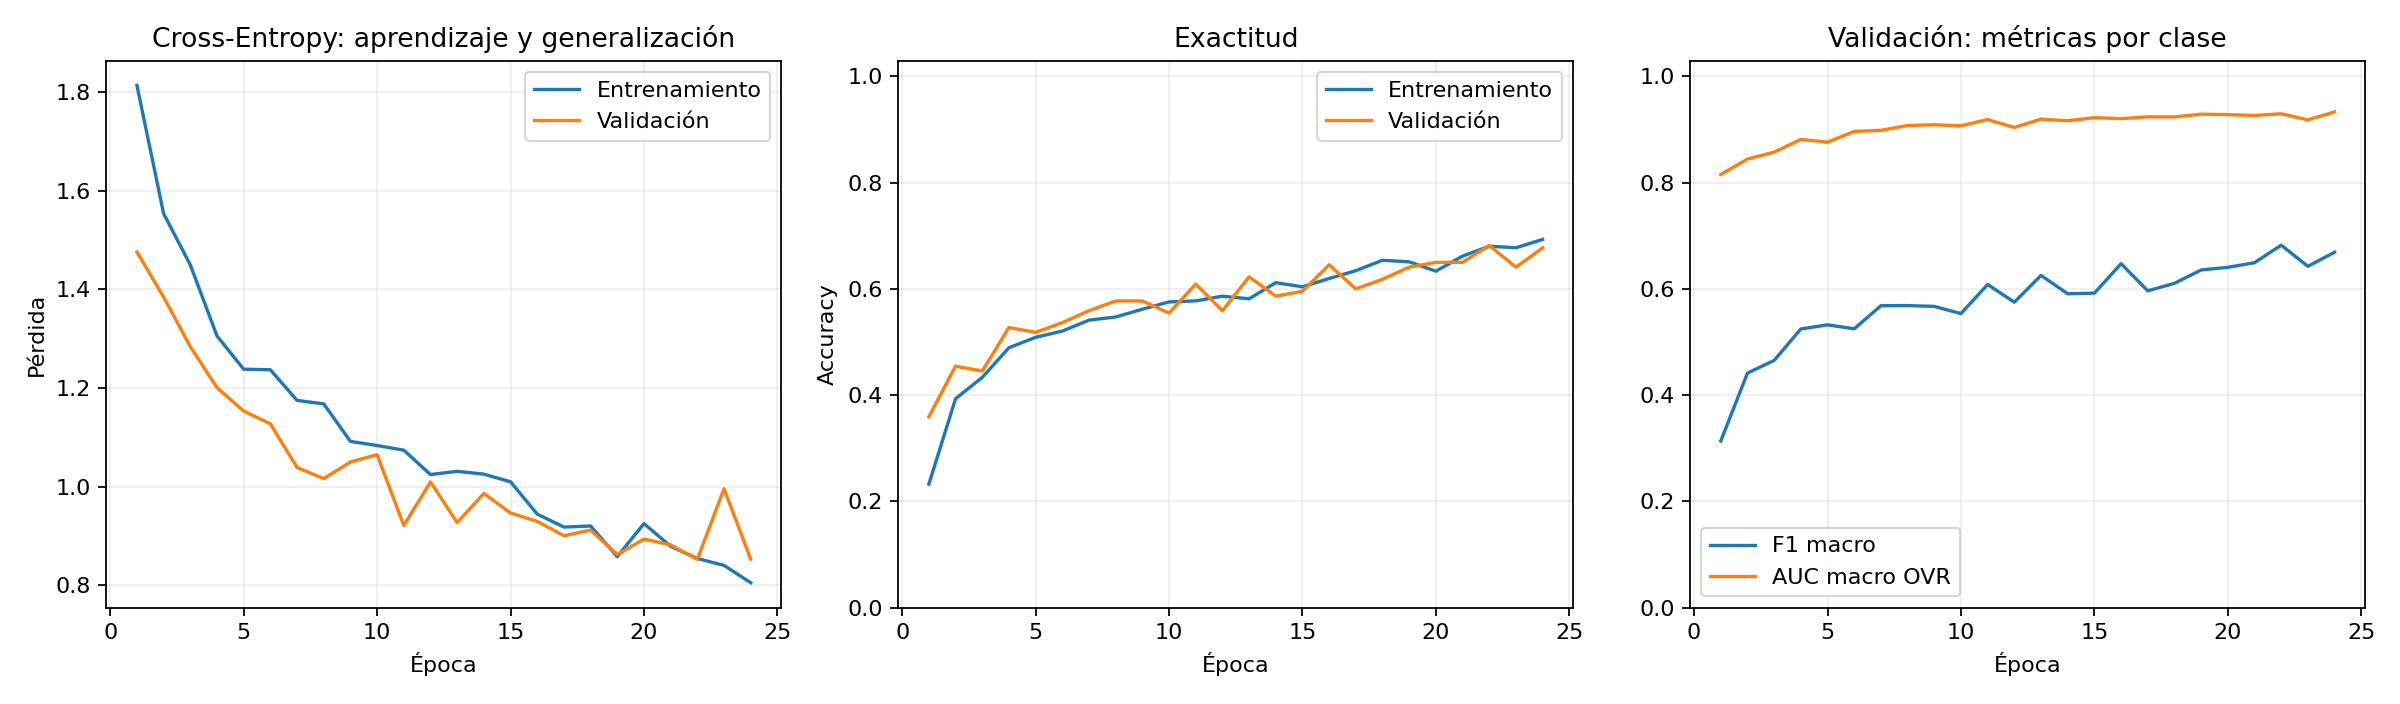 Cross-Entropy: aprendizaje y generalización
Pérdida
1.8
1.6
1.4
1.2
1.0
0.8
0 5 10 15 20 25
Época
Entrenamiento
Validación
Exactitud
Accuracy
1.0
0.8
0.6
0.4
0.2
0.0
0 5 10 15 20 25
Época
Entrenamiento
Validación
Validación: métricas por clase
1.0
0.8
0.6
0.4
0.2
0.0
0 5 10 15 20 25
Época
F1 macro
AUC macro OVR